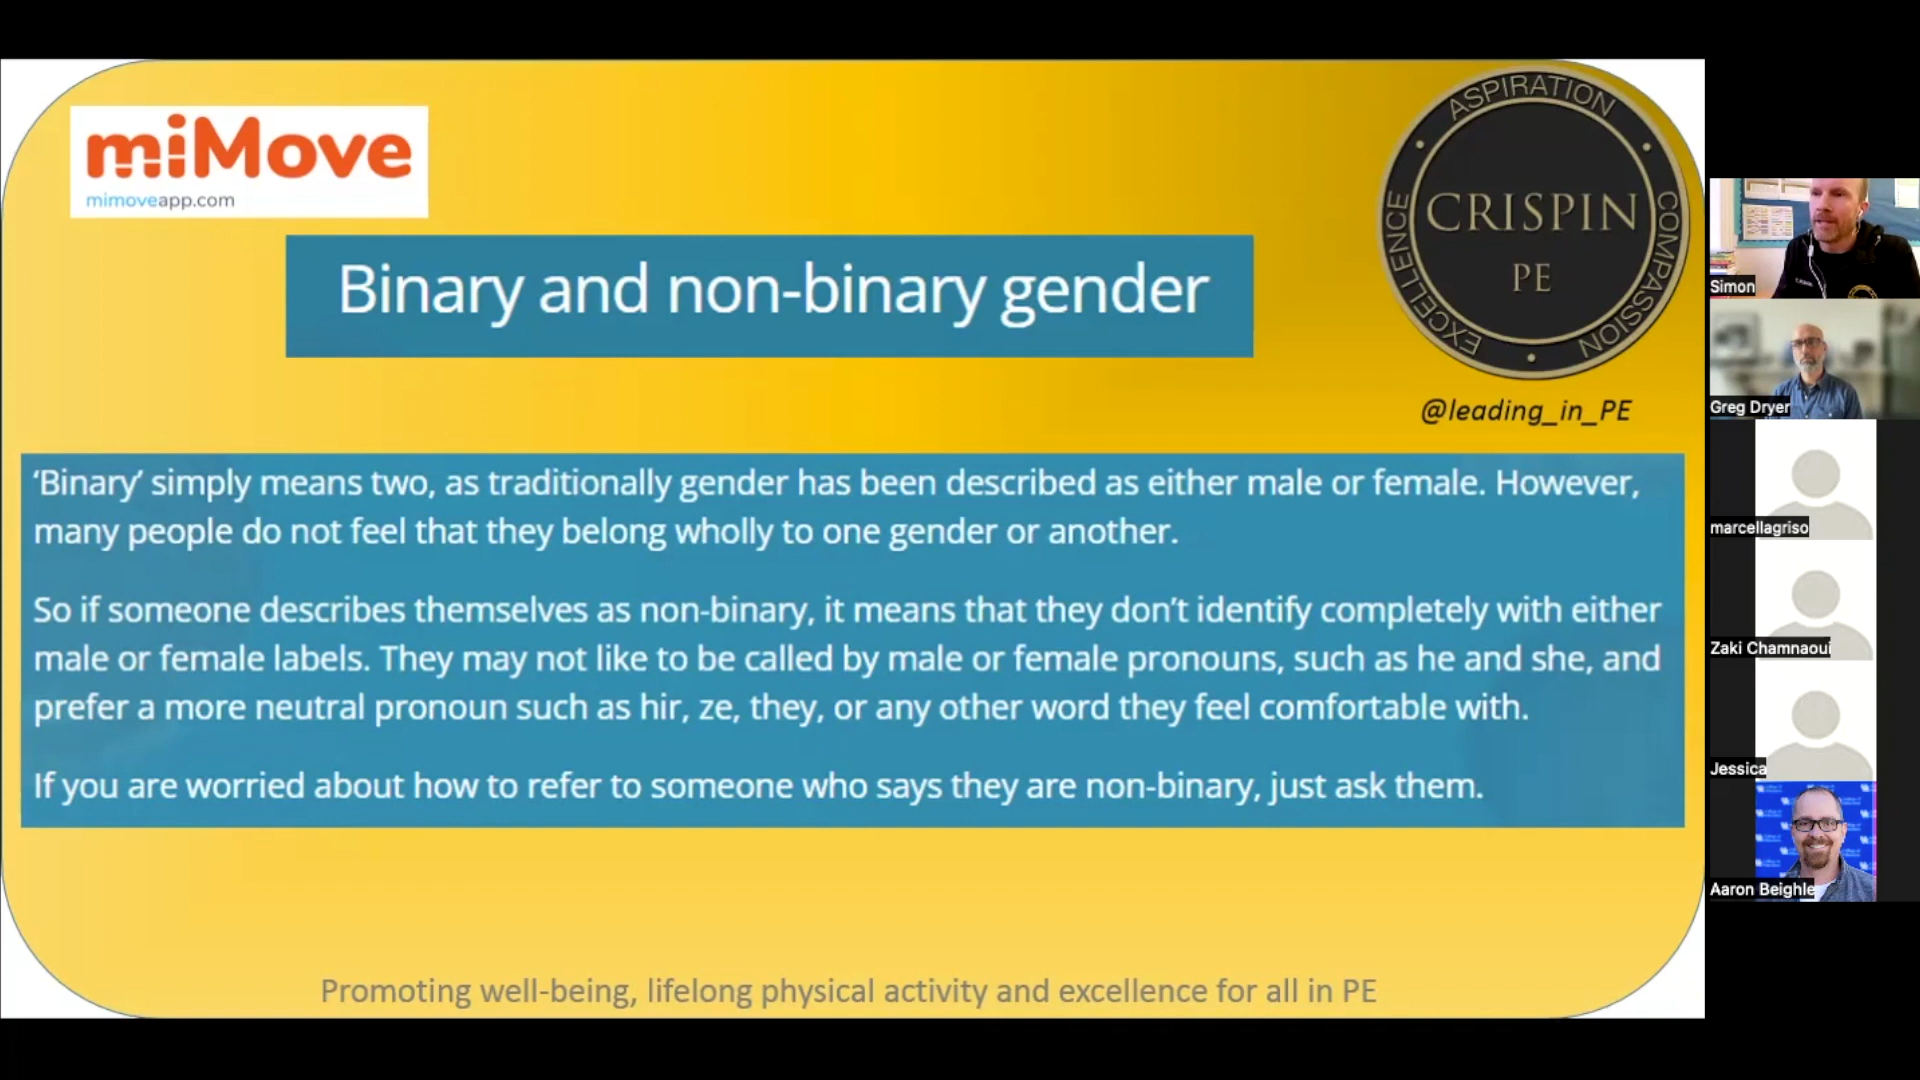 miMove
mimoveapp.com
ASPIRATION
COMPASSION
EXCELLENCE
CRISPIN
PE
@leading_in_PE
Binary and non-binary gender
‘Binary’ simply means two, as traditionally gender has been described as either male or female. However,
many people do not feel that they belong wholly to one gender or another.
So if someone describes themselves as non-binary, it means that they don’t identify completely with either
male or female labels. They may not like to be called by male or female pronouns, such as he and she, and
prefer a more neutral pronoun such as hir, ze, they, or any other word they feel comfortable with.
If you are worried about how to refer to someone who says they are non-binary, just ask them.
Promoting well-being, lifelong physical activity and excellence for all in PE
Simon
Greg Dryer
marcellagriso
Zaki Chamnaoui
Jessica
Aaron Beighle